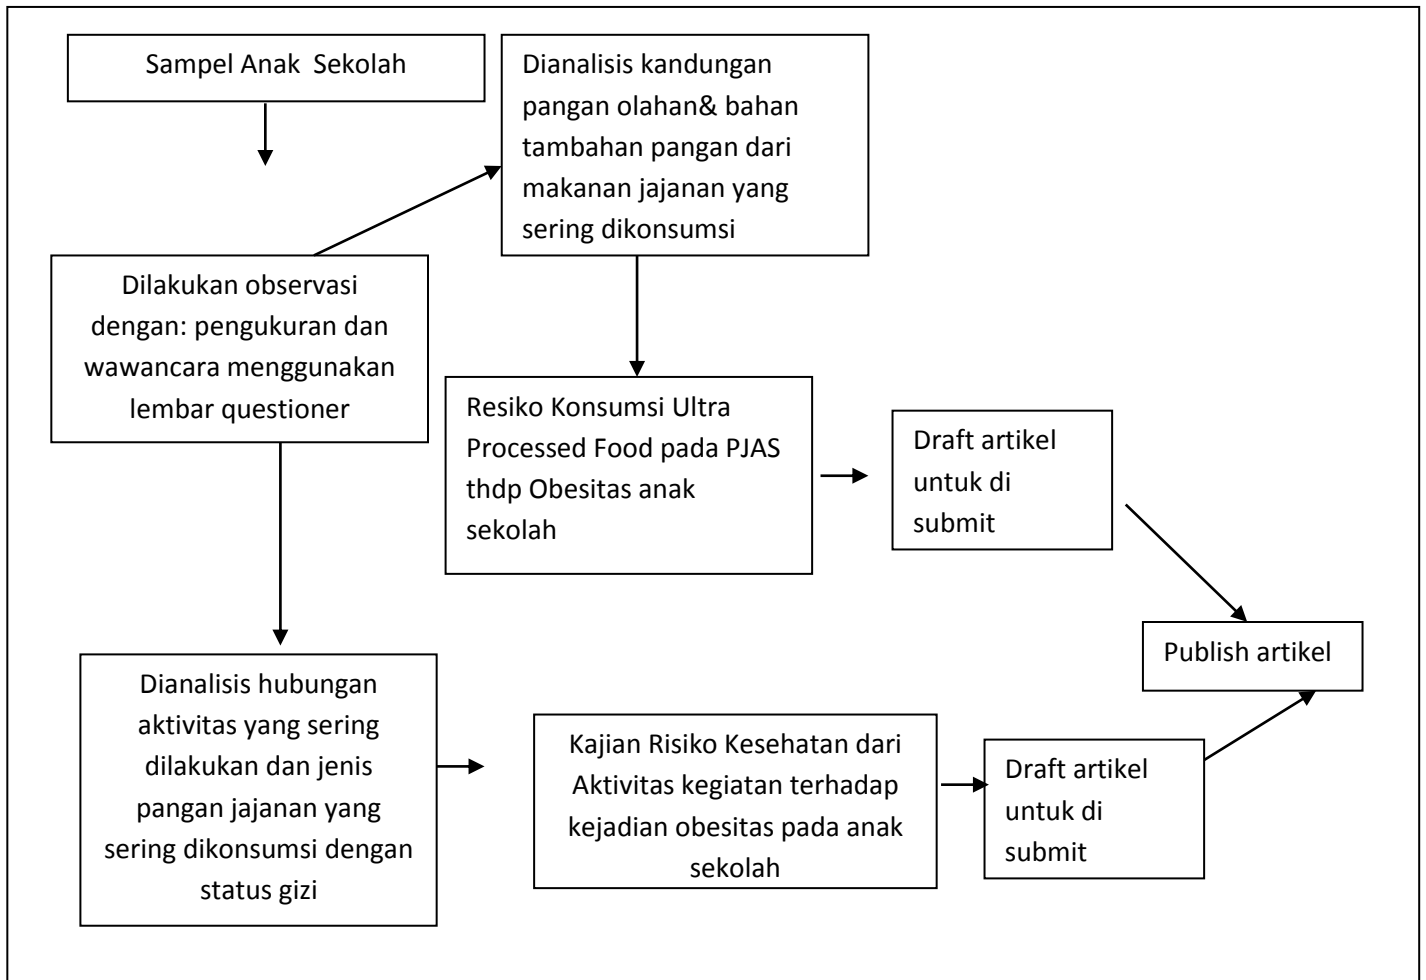 Sampel Anak  Sekolah
Dianalisis kandungan
pangan olahan& bahan
tambahan pangan dari
makanan jajanan yang
sering dikonsumsi
Dilakukan observasi
dengan: pengukuran dan
wawancara menggunakan
lembar questioner
Resiko Konsumsi Ultra
Processed Food pada PJAS
thdp Obesitas anak
sekolah
Draft artikel
untuk di
submit
Publish artikel
Dianalisis hubungan
aktivitas yang sering
dilakukan dan jenis
pangan jajanan yang
sering dikonsumsi dengan
status gizi
Kajian Risiko Kesehatan dari
Aktivitas kegiatan terhadap
kejadian obesitas pada anak
sekolah
Draft artikel
untuk di
submit